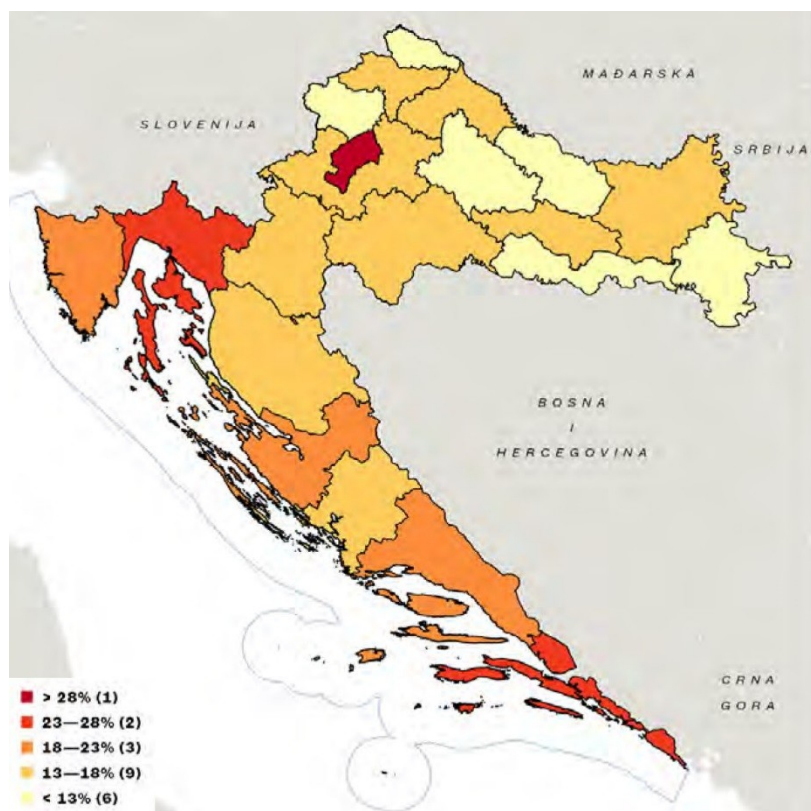 MAĐARSKA
SLOVENIJA
SRBIJA
BOSNA
I
HERCEGOVINA
CRNA
GORA
> 28% (1)
23—28% (2)
18—23% (3)
13—18% (9)
< 13% (6)